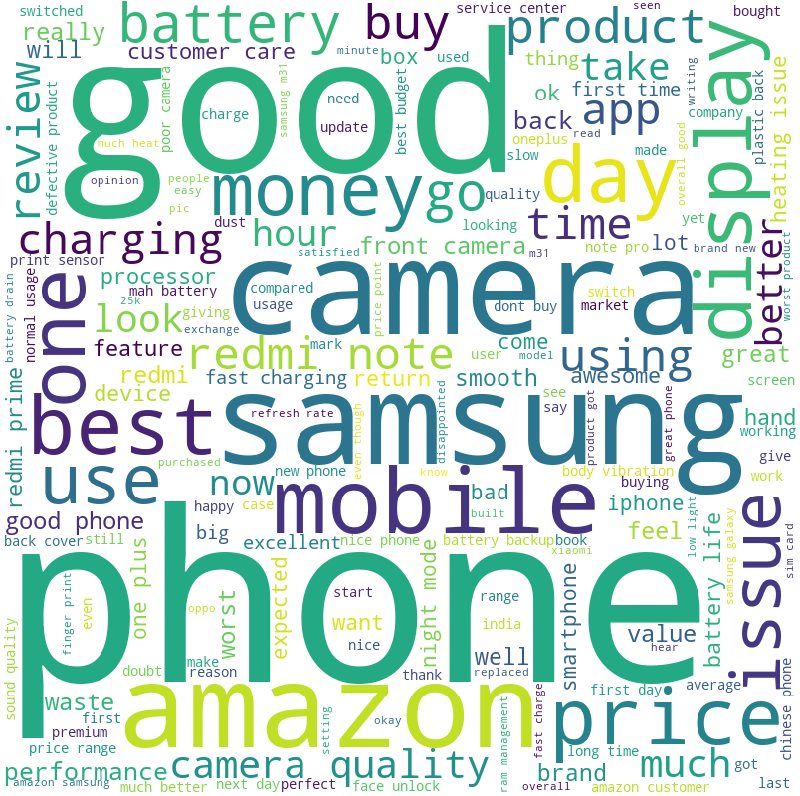 switched
really
battery
buy
service center
seen
product
bought
will
customer care
box
used
minute
thing
take
good
review
defective product
poor camera
much heat
opinion
people
easy
pic
charge
need
samsung m31
update
best budget
ok
first time
back
app
oneplus
read
made
slow
company
writing
plastic back
overall good
display
heating issue
money
go
quality
day
time
looking
yet
dust
satisfied
hour
charging
front camera
m31
note pro
lot
brand new
better
worst product
print sensor
processor
mah battery
compared
usage
price point
dont buy
switch
market
normal usage
battery drain
one
25k
giving
exchange
look
camera
feature
mark
user
come
model
using
great
redmi note
redmi
device
fast charging
return
smooth
awesome
screen
redmi prime
best
samsung
refresh rate
even though
disappointed
see
say
product got
great phone
hand
working
purchased
use
now
new phone
know
body vibration
buying
give
work
mobile
bad
built
iphone
good phone
happy
case
big
excellent
nice phone
battery backup
book
xiaomi
feel
low light
battery life
samsung galaxy
issue
sim card
back cover
still
finger print
even
one plus
oppo
worst
expected
start
want
nice
night mode
range
india
smartphone
value
hear
phone
sound quality
doubt
make
reason
thank
well
replaced
average
chinese phone
first day
waste
first
premium
price range
amazon
setting
okay
ram management
fast charge
price
long time
got
performance
camera quality
brand
much
amazon samsung
much better
next day
perfect
face unlock
overall
amazon customer
last